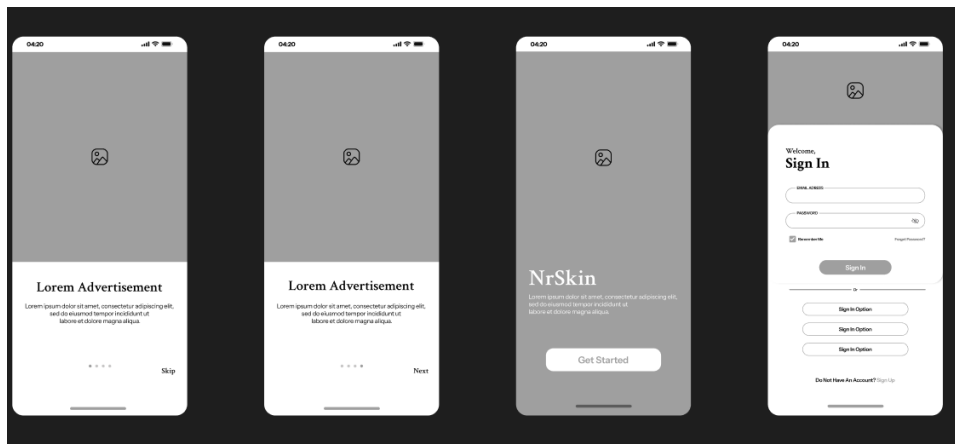 04:20
Lorem Advertisement
Lorem ipsum dolor sit amet, consectetur adipiscing elit,
sed do eiusmod tempor incididunt ut
labore et dolore magna aliqua.
Skip
04:20
Lorem Advertisement
Lorem ipsum dolor sit amet, consectetur adipiscing elit,
sed do eiusmod tempor incididunt ut
labore et dolore magna aliqua.
Next
04:20
NrSkin
Lorem ipsum dolor sit amet, consectetur adipiscing elit,
sed do eiusmod tempor incididunt ut
labore et dolore magna aliqua.
Get Started
04:20
Welcome,
Sign In
EMAIL
PASSWORD
Remember Me
Forgot Password?
Sign In
Or
Sign In Option
Sign In Option
Sign In Option
Do Not Have An Account? Sign Up